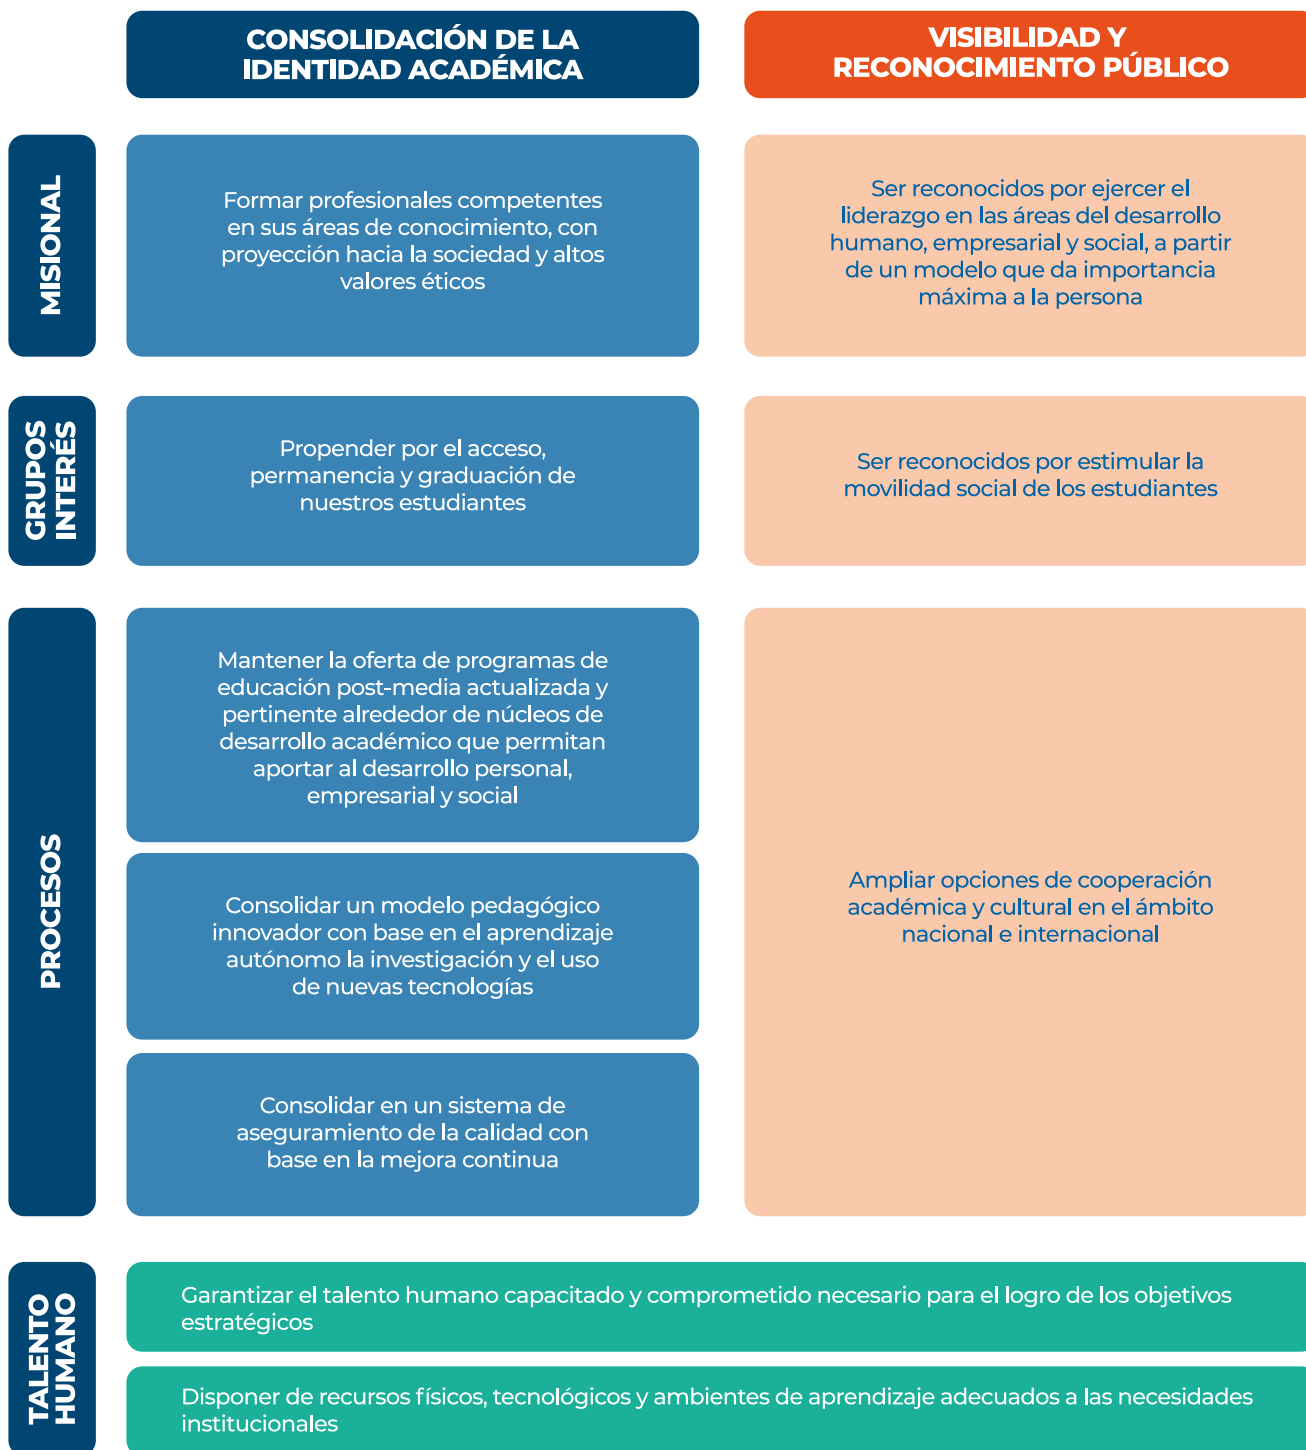 CONSOLIDACIÓN DE LA
IDENTIDAD ACADÉMICA
VISIBILIDAD Y
RECONOCIMIENTO PÚBLICO
MISIONAL
Formar profesionales competentes
en sus áreas de conocimiento, con
proyección hacia la sociedad y altos
valores éticos
Ser reconocidos por ejercer el
liderazgo en las áreas del desarrollo
humano, empresarial y social, a partir
de un modelo que da importancia
máxima a la persona
GRUPOS
INTERÉS
Propender por el acceso,
permanencia y graduación de
nuestros estudiantes
Ser reconocidos por estimular la
movilidad social de los estudiantes
PROCESOS
Mantener la oferta de programas de
educación post-media actualizada y
pertinente alrededor de núcleos de
desarrollo académico que permitan
aportar al desarrollo personal,
empresarial y social
Consolidar un modelo pedagógico
innovador con base en el aprendizaje
autónomo la investigación y el uso
de nuevas tecnologías
Consolidar en un sistema de
aseguramiento de la calidad con
base en la mejora continua
Ampliar opciones de cooperación
académica y cultural en el ámbito
nacional e internacional
TALENTO
HUMANO
Garantizar el talento humano capacitado y comprometido necesario para el logro de los objetivos
estratégicos
Disponer de recursos físicos, tecnológicos y ambientes de aprendizaje adecuados a las necesidades
institucionales